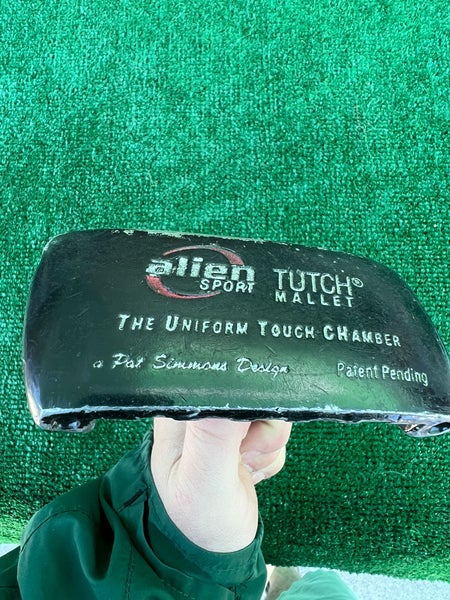 alien
SPORT
TUTCH®
MALLET
THE UNIFORM TOUCH CHAMBER
a Pat Simmons Design
Patent Pending